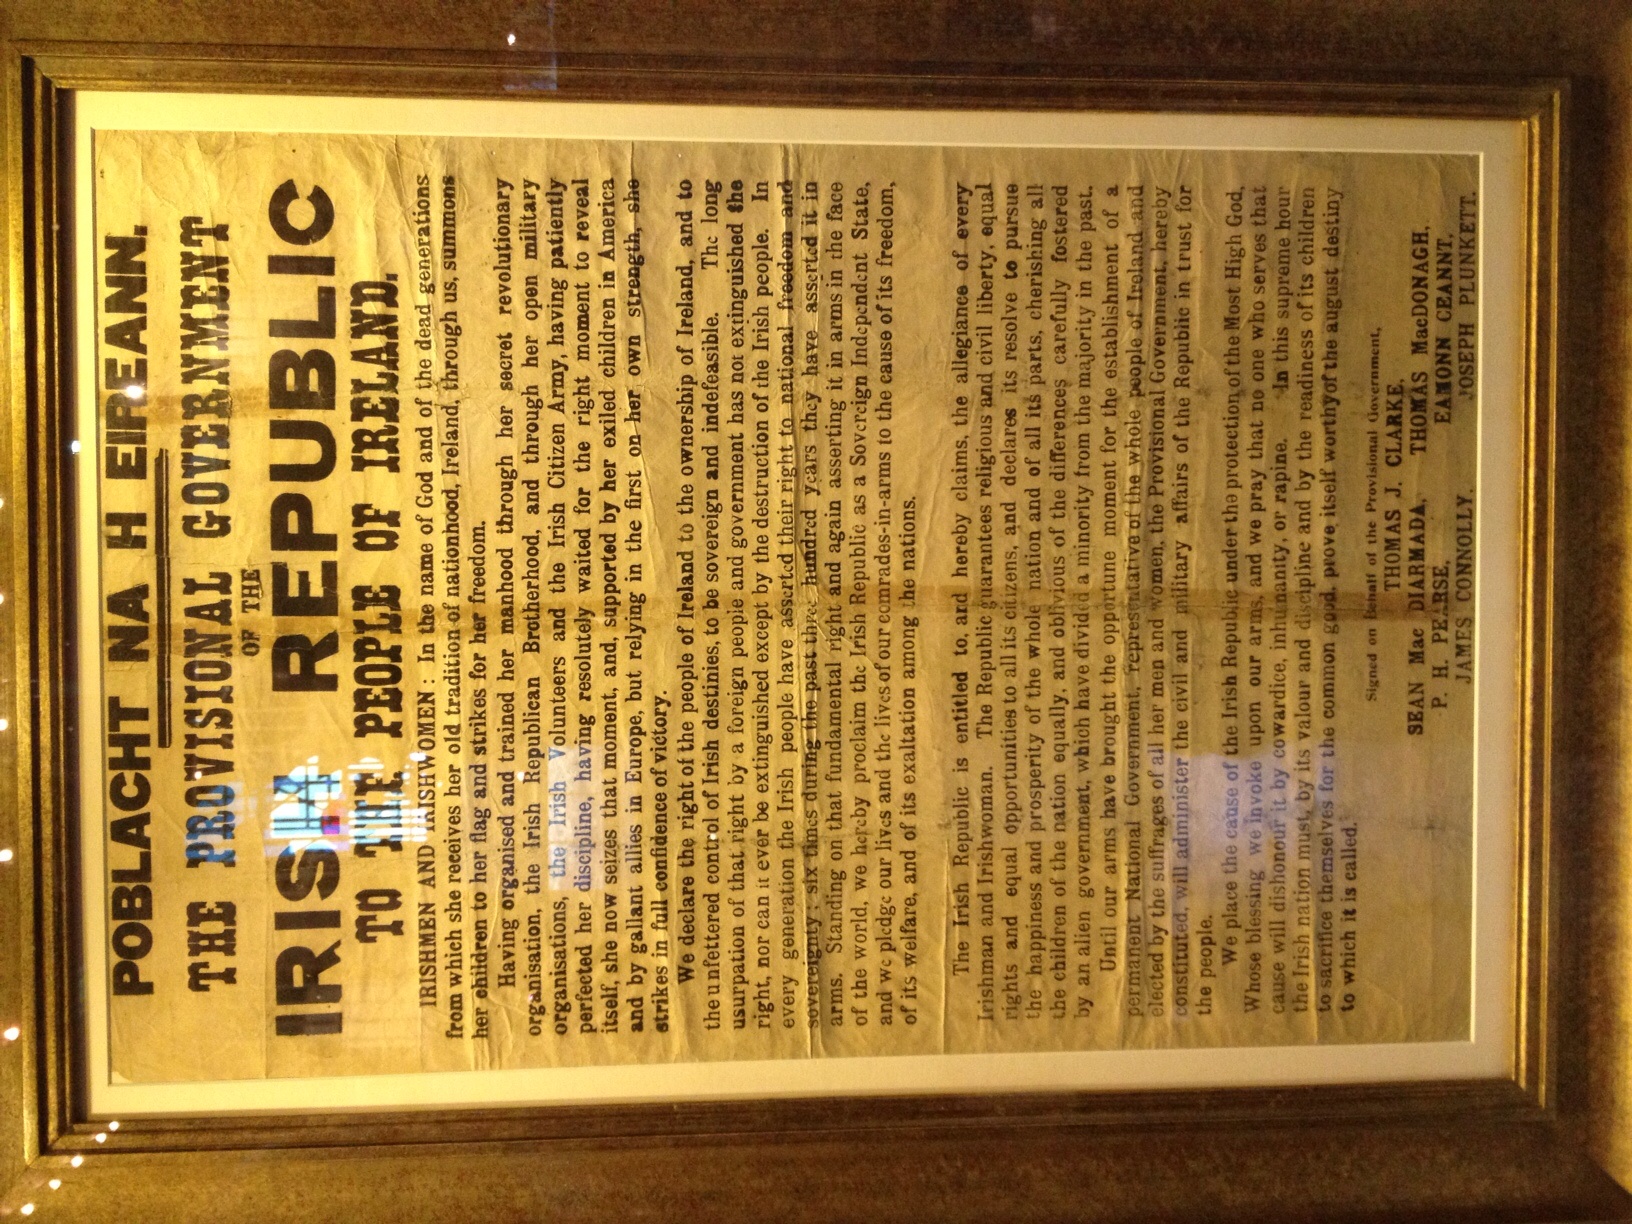 POBLACHT NA H EIREANN.
THE PROVISIONAL GOVERNMENT
OF THE
IRISH REPUBLIC
TO THE PEOPLE OF IRELAND.
IRISHMEN AND IRISHWOMEN : In the name of God and of the dead generations
from which she receives her old tradition of nationhood, Ireland, through us, summons
her children to her flag and strikes for her freedom.
Having organised and trained her manhood through her secret revolutionary
organisation, the Irish Republican Brotherhood, and through her open military
organisations, the Irish Volunteers and the Irish Citizen Army, having patiently
perfected her discipline, having resolutely waited for the right moment to reveal
itself, she now seizes that moment, and, supported by her exiled children in America
and by gallant allies in Europe, but relying in the first on her own strength, she
strikes in full confidence of victory.
We declare the right of the people of Ireland to the ownership of Ireland, and to
the unfettered control of Irish destinies, to be sovereign and indefeasible. The long
usurpation of that right by a foreign people and government has not extinguished the
right, nor can it ever be extinguished except by the destruction of the Irish people. In
every generation the Irish people have asserted their right to national freedom and
sovereignty ; six times during the past three hundred years they have asserted it in
arms. Standing on that fundamental right and again asserting it in arms in the face
of the world, we hereby proclaim the Irish Republic as a Sovereign Independent State,
and we pledge our lives and the lives of our comrades-in-arms to the cause of its freedom,
of its welfare, and of its exaltation among the nations.
The Irish Republic is entitled to, and hereby claims, the allegiance of every
Irishman and Irishwoman. The Republic guarantees religious and civil liberty, equal
rights and equal opportunities to all its citizens, and declares its resolve to pursue
the happiness and prosperity of the whole nation and of all its parts, cherishing all
the children of the nation equally, and oblivious of the differences carefully fostered
by an alien government, which have divided a minority from the majority in the past.
Until our arms have brought the opportune moment for the establishment of a
permanent National Government, representative of the whole people of Ireland and
elected by the suffrages of all her men and women, the Provisional Government, hereby
constituted, will administer the civil and military affairs of the Republic in trust for
the people.
We place the cause of the Irish Republic under the protection of the Most High God,
Whose blessing we invoke upon our arms, and we pray that no one who serves that
cause will dishonour it by cowardice, inhumanity, or rapine. In this supreme hour
the Irish nation must, by its valour and discipline and by the readiness of its children
to sacrifice themselves for the common good, prove itself worthy of the august destiny
to which it is called.
Signed on Behalf of the Provisional Government,
THOMAS J. CLARKE,
SEAN Mac DIARMADA, THOMAS MacDONAGH,
P. H. PEARSE, EAMONN CEANNT,
JAMES CONNOLLY. JOSEPH PLUNKETT.